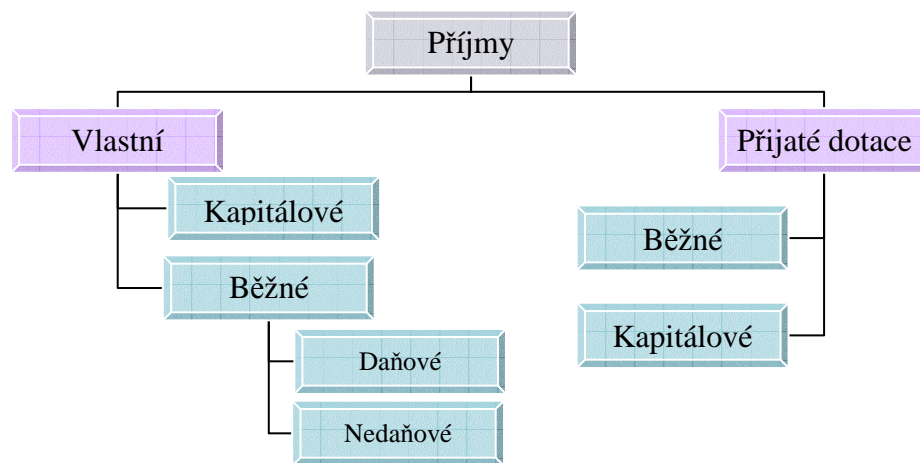 Příjmy
Vlastní
Přijaté dotace
Kapitálové
Běžné
Běžné
Kapitálové
Daňové
Nedaňové